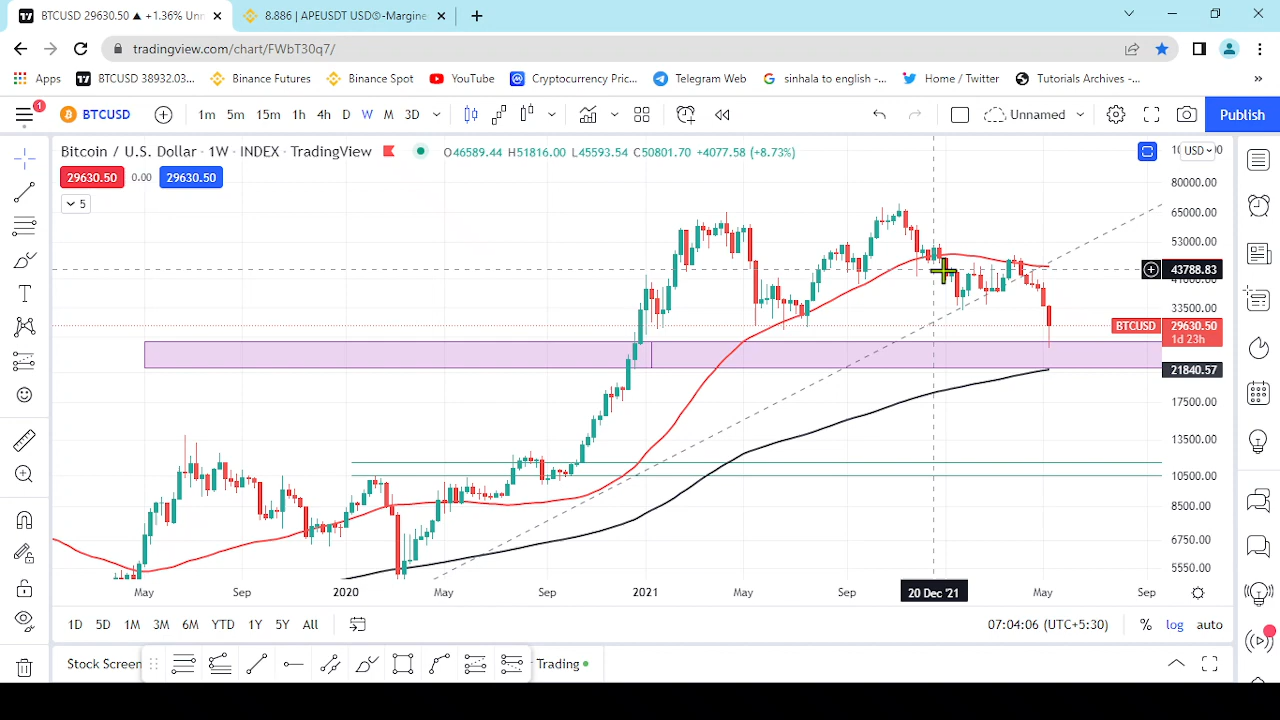 BTCUSD 29630.50 ▲ +1.36% Unn
8.886 | APEUSDT USDⓈ-Margine
tradingview.com/chart/FWbT30q7/
Apps BTCUSD 38932.03... Binance Futures Binance Spot YouTube Cryptocurrency Pric... Telegram Web sinhala to english -... Home / Twitter Tutorials Archives -... »
1 BTCUSD 1m 5m 15m 1h 4h D W M 3D Unnamed Publish
Bitcoin / U.S. Dollar · 1W · INDEX · TradingView O46589.44 H51816.00 L45593.54 C50801.70 +4077.58 (+8.73%)
USD
29630.50 0.00 29630.50
80000.00
5
65000.00
53000.00
43788.83
33500.00
BTCUSD 29630.50
1d 23h
21840.57
17500.00
13500.00
10500.00
8500.00
6750.00
5550.00
May Sep 2020 May Sep 2021 May Sep 20 Dec '21 May Sep
1D 5D 1M 3M 6M YTD 1Y 5Y All 07:04:06 (UTC+5:30) % log auto
Stock Screen Trading